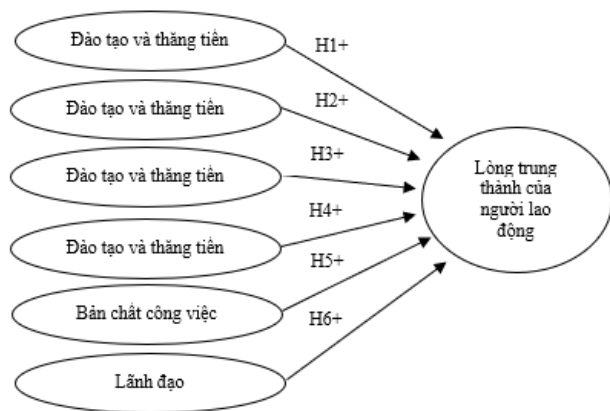 Đào tạo và thăng tiến
H1+
Đào tạo và thăng tiến
H2+
Đào tạo và thăng tiến
H3+
Đào tạo và thăng tiến
H4+
Bản chất công việc
H5+
Lãnh đạo
H6+
Lòng trung
thành của
người lao
động